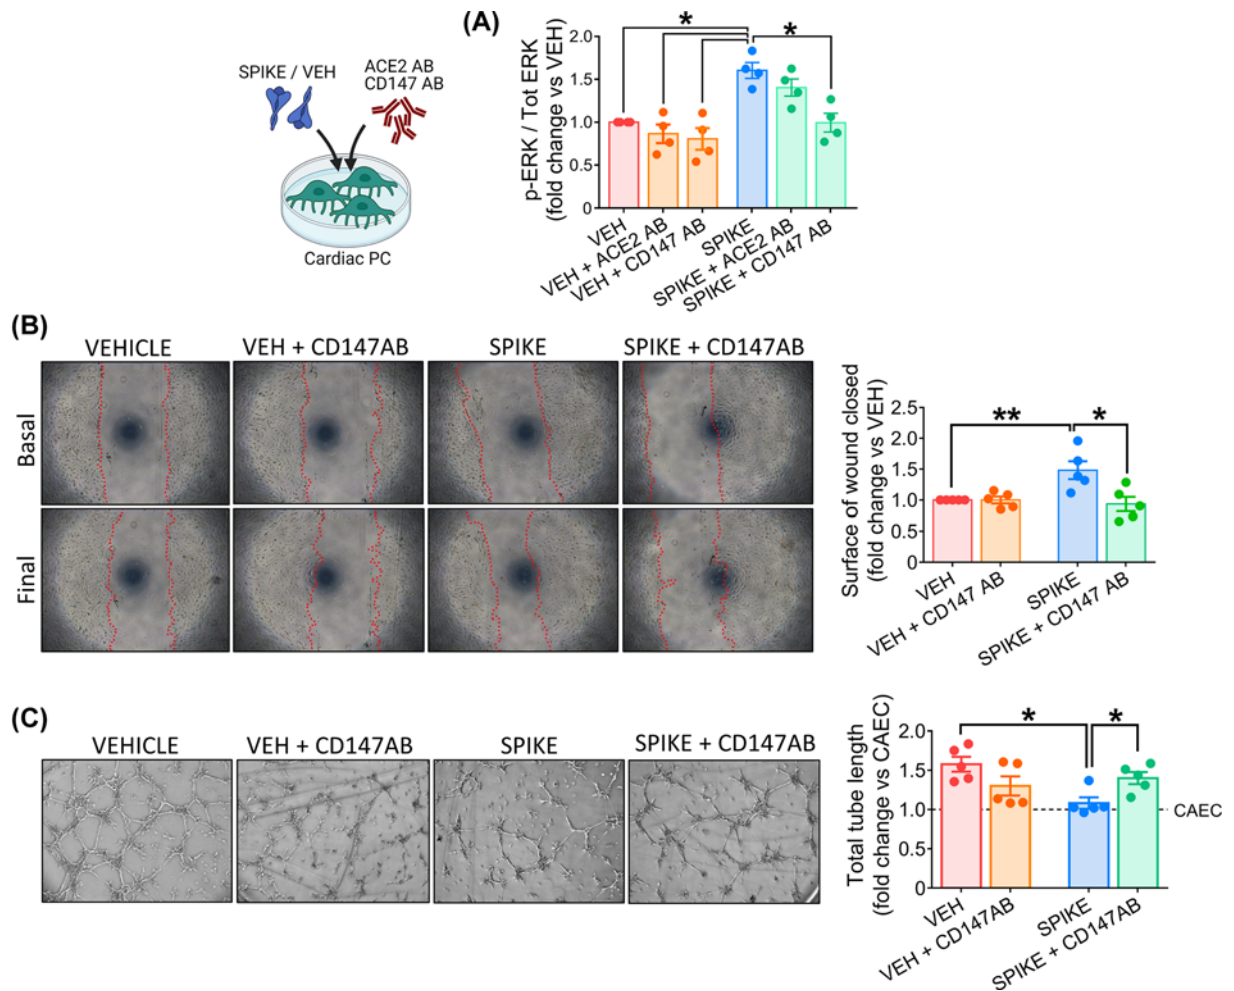 (A)
SPIKE / VEH
ACE2 AB
CD147 AB
Cardiac PC
p-ERK / Tot ERK
(fold change vs VEH)
2.0
1.5
1.0
0.5
0
*
*
VEH
VEH + ACE2 AB
VEH + CD147 AB
SPIKE
SPIKE + ACE2 AB
SPIKE + CD147 AB
(B)
VEHICLE
VEH + CD147AB
SPIKE
SPIKE + CD147AB
Basal
Final
Surface of wound closed
(fold change vs VEH)
2.5
2.0
1.5
1.0
0.5
0
**
*
VEH
VEH + CD147 AB
SPIKE
SPIKE + CD147 AB
(C)
VEHICLE
VEH + CD147AB
SPIKE
SPIKE + CD147AB
Total tube length
(fold change vs CAEC)
2.0
1.5
1.0
0.5
0
*
*
CAEC
VEH
VEH + CD147AB
SPIKE
SPIKE + CD147AB